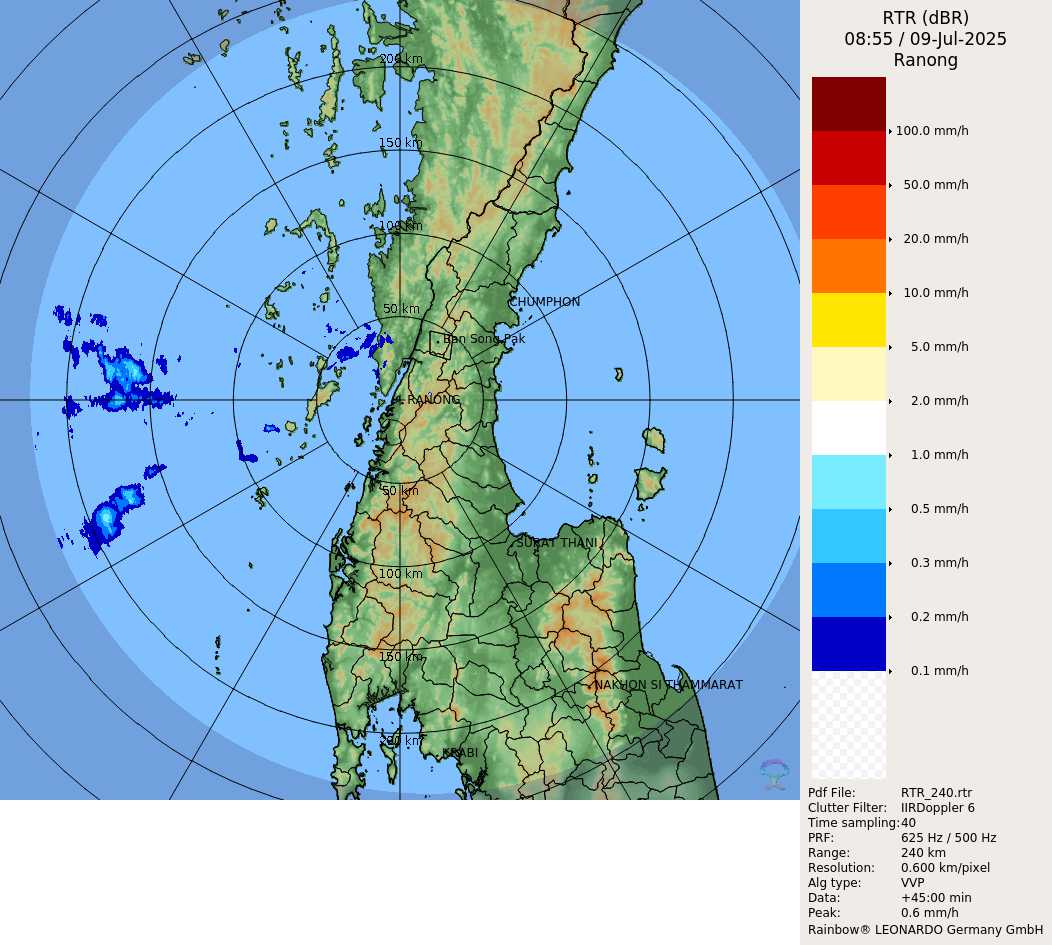 RTR (dBR)
08:55 / 09-Jul-2025
Ranong
100.0 mm/h
50.0 mm/h
20.0 mm/h
10.0 mm/h
5.0 mm/h
2.0 mm/h
1.0 mm/h
0.5 mm/h
0.3 mm/h
0.2 mm/h
0.1 mm/h
200 km
150 km
100 km
50 km
CHUMPHON
Ban Song Pak
RANONG
50 km
SURAT THANI
100 km
150 km
NAKHON SI THAMMARAT
200 km
KRABI
Pdf File: RTR_240.rtr
Clutter Filter: IIRDoppler 6
Time sampling:40
PRF: 625 Hz / 500 Hz
Range: 240 km
Resolution: 0.600 km/pixel
Alg type: VVP
Data: +45:00 min
Peak: 0.6 mm/h
Rainbow® LEONARDO Germany GmbH